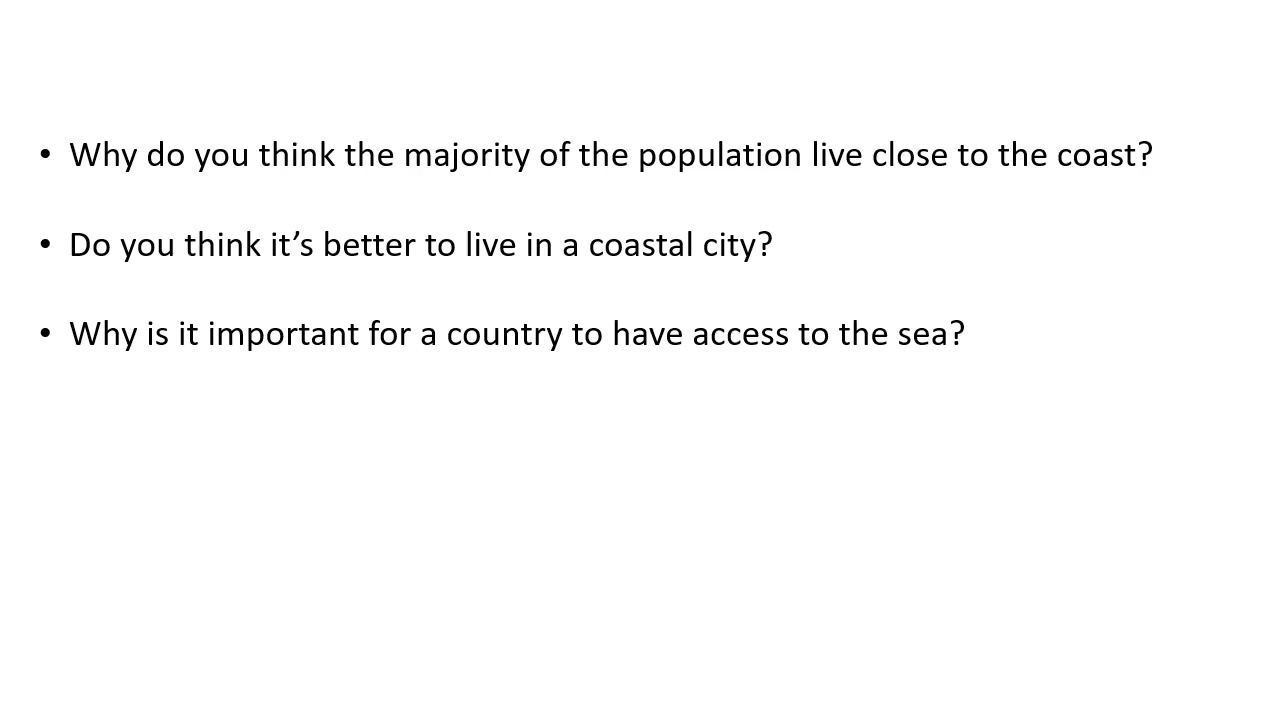 • Why do you think the majority of the population live close to the coast?
• Do you think it’s better to live in a coastal city?
• Why is it important for a country to have access to the sea?